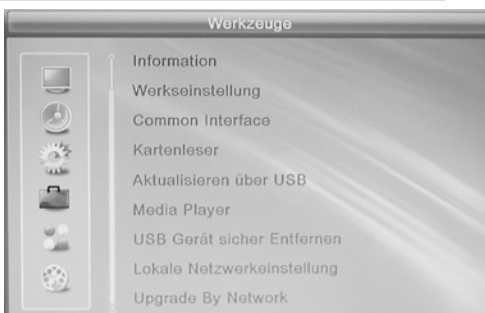 Werkzeuge
Information
Werkseinstellung
Common Interface
Kartenleser
Aktualisieren über USB
Media Player
USB Gerät sicher Entfernen
Lokale Netzwerkeinstellung
Upgrade By Network